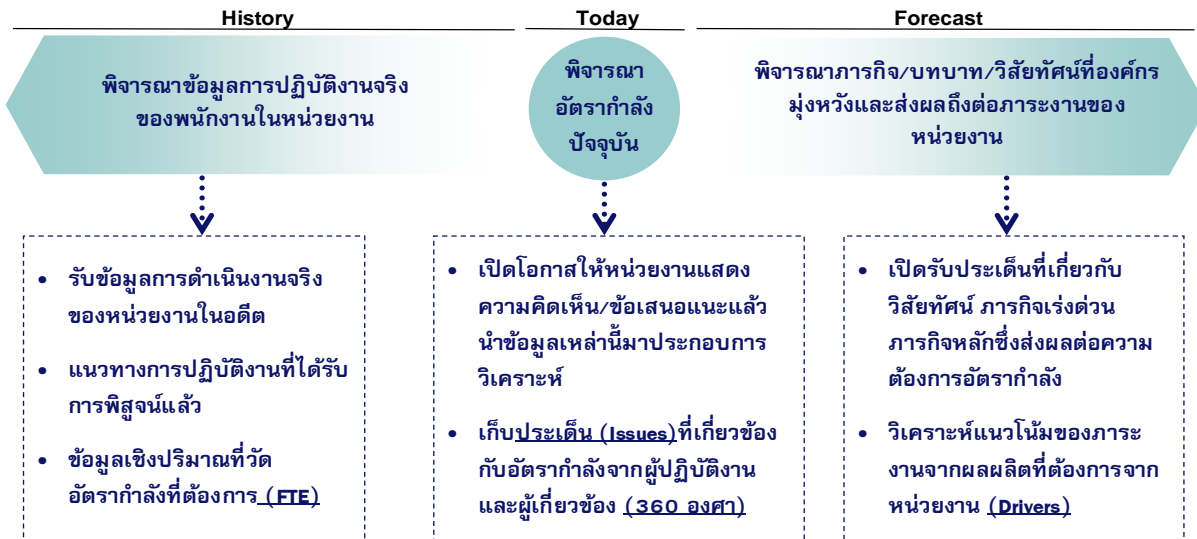 History
Today
Forecast
พิจารณาข้อมูลการปฏิบัติงานจริง
ของพนักงานในหน่วยงาน
พิจารณา
อัตรากำลัง
ปัจจุบัน
พิจารณาภารกิจ/บทบาท/วิสัยทัศน์ที่องค์กร
มุ่งหวังและส่งผลถึงต่อภาระงานของ
หน่วยงาน
• รับข้อมูลการดำเนินงานจริง
ของหน่วยงานในอดีต
• แนวทางการปฏิบัติงานที่ได้รับ
การพิสูจน์แล้ว
• ข้อมูลเชิงปริมาณที่วัด
อัตรากำลังที่ต้องการ (FTE)
• เปิดโอกาสให้หน่วยงานแสดง
ความคิดเห็น/ข้อเสนอแนะแล้ว
นำข้อมูลเหล่านี้มาประกอบการ
วิเคราะห์
• เก็บประเด็น (Issues)ที่เกี่ยวข้อง
กับอัตรากำลังจากผู้ปฏิบัติงาน
และผู้เกี่ยวข้อง (360 องศา)
• เปิดรับประเด็นที่เกี่ยวกับ
วิสัยทัศน์ ภารกิจเร่งด่วน
ภารกิจหลักซึ่งส่งผลต่อความ
ต้องการอัตรากำลัง
• วิเคราะห์แนวโน้มของภาระ
งานจากผลผลิตที่ต้องการจาก
หน่วยงาน (Drivers)